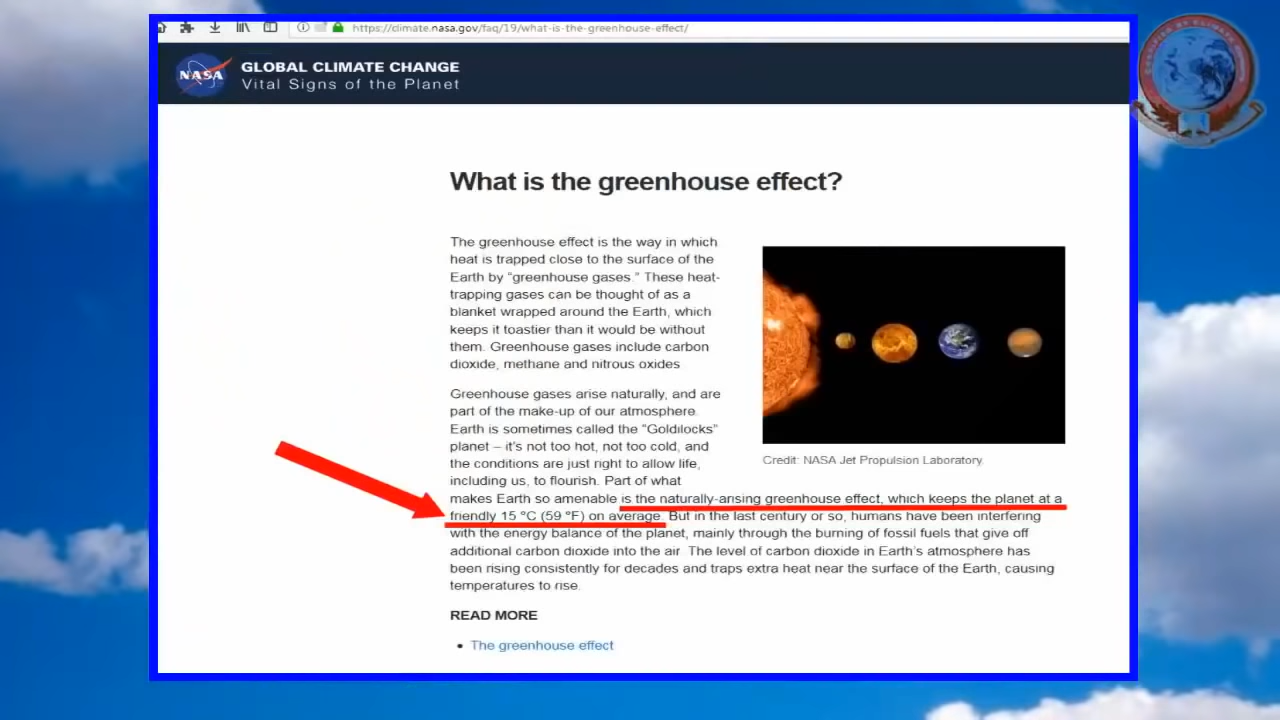 https://climate.nasa.gov/faq/19/what-is-the-greenhouse-effect/
NASA
GLOBAL CLIMATE CHANGE
Vital Signs of the Planet
What is the greenhouse effect?
The greenhouse effect is the way in which
heat is trapped close to the surface of the
Earth by “greenhouse gases.” These heat-
trapping gases can be thought of as a
blanket wrapped around the Earth, which
keeps it toastier than it would be without
them. Greenhouse gases include carbon
dioxide, methane and nitrous oxides
Greenhouse gases arise naturally, and are
part of the make-up of our atmosphere.
Earth is sometimes called the “Goldilocks”
planet – it’s not too hot, not too cold, and
the conditions are just right to allow life,
including us, to flourish. Part of what
makes Earth so amenable is the naturally-arising greenhouse effect, which keeps the planet at a
friendly 15 °C (59 °F) on average. But in the last century or so, humans have been interfering
with the energy balance of the planet, mainly through the burning of fossil fuels that give off
additional carbon dioxide into the air. The level of carbon dioxide in Earth’s atmosphere has
been rising consistently for decades and traps extra heat near the surface of the Earth, causing
temperatures to rise.
Credit: NASA Jet Propulsion Laboratory.
READ MORE
• The greenhouse effect